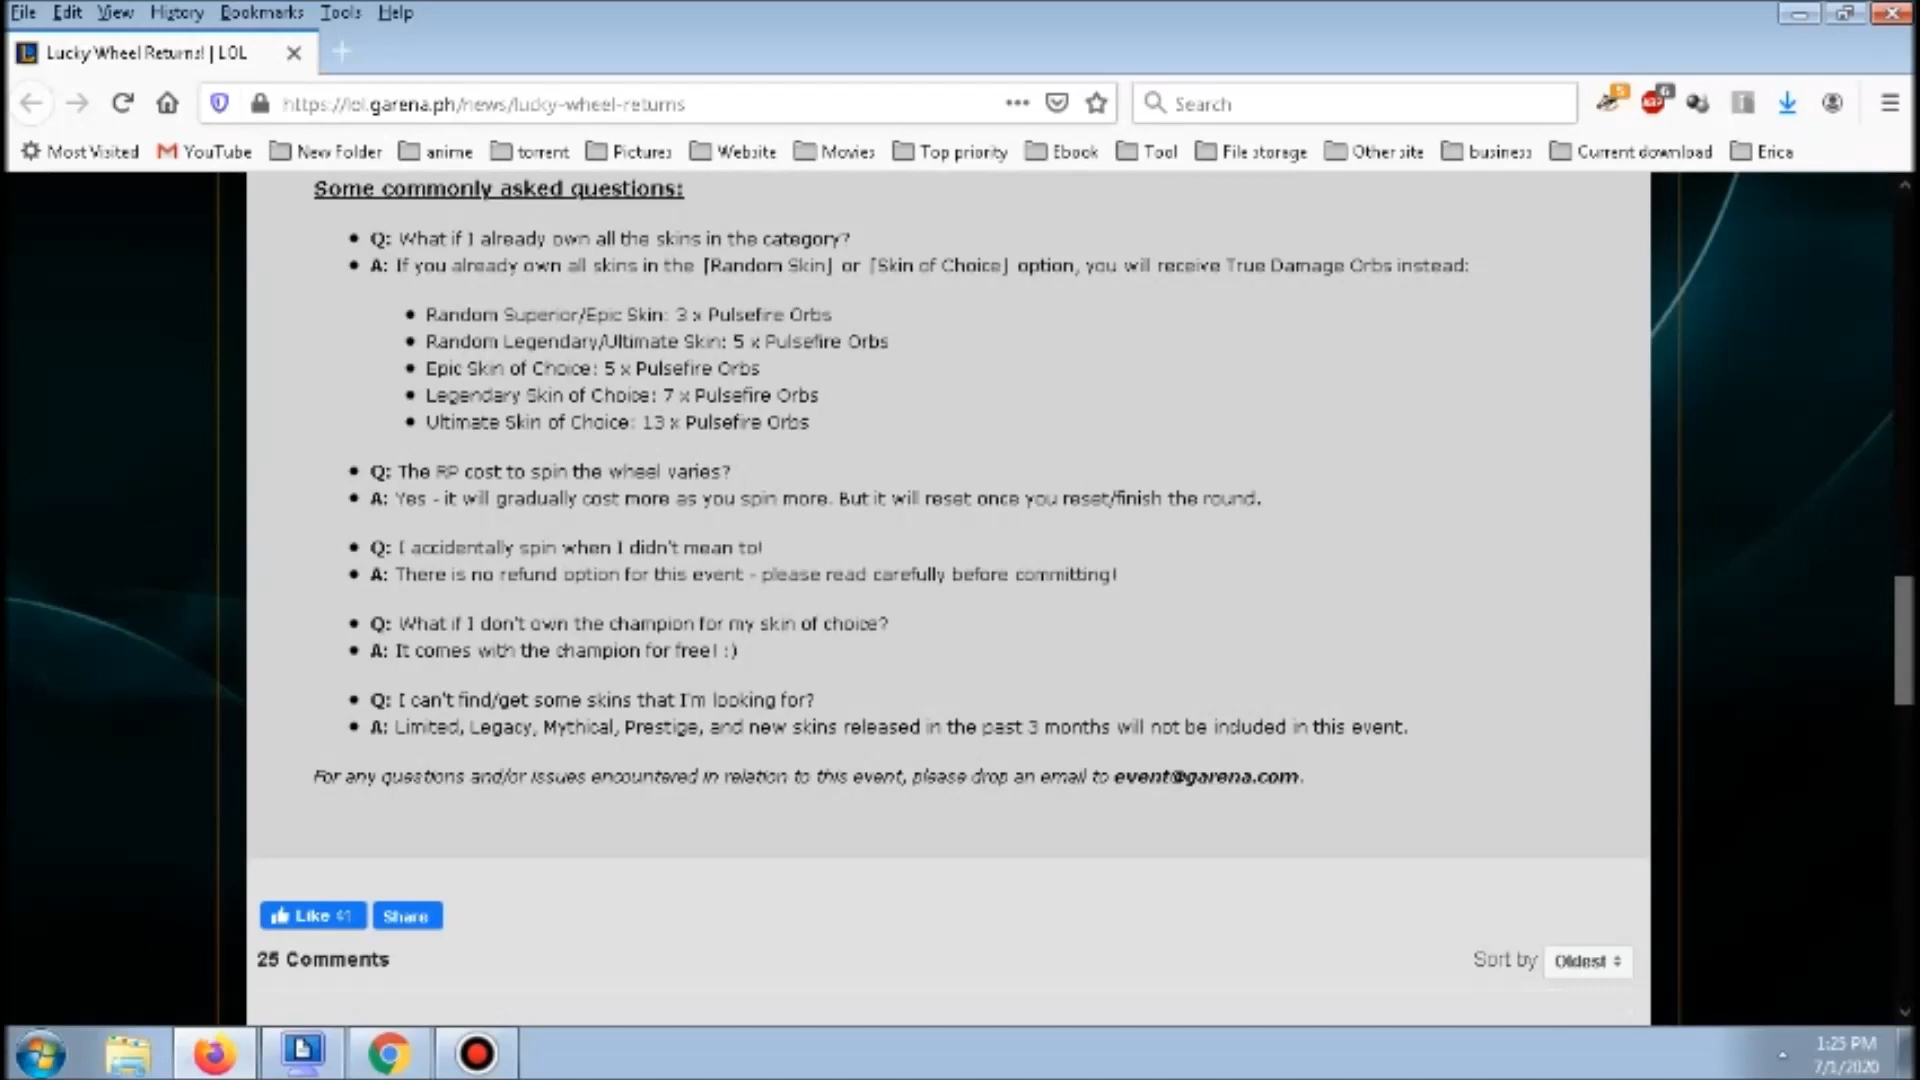 File Edit View History Bookmarks Tools Help
Lucky Wheel Returns! | LOL
https://lol.garena.ph/news/lucky-wheel-returns
Search
Most Visited YouTube New Folder anime torrent Pictures Website Movies Top priority Ebook Tool File storage Other site business Current download Erica
Some commonly asked questions:
Q: What if I already own all the skins in the category?
A: If you already own all skins in the [Random Skin] or [Skin of Choice] option, you will receive True Damage Orbs instead:
Random Superior/Epic Skin: 3 x Pulsefire Orbs
Random Legendary/Ultimate Skin: 5 x Pulsefire Orbs
Epic Skin of Choice: 5 x Pulsefire Orbs
Legendary Skin of Choice: 7 x Pulsefire Orbs
Ultimate Skin of Choice: 13 x Pulsefire Orbs
Q: The RP cost to spin the wheel varies?
A: Yes - it will gradually cost more as you spin more. But it will reset once you reset/finish the round.
Q: I accidentally spin when I didn't mean to!
A: There is no refund option for this event - please read carefully before committing!
Q: What if I don't own the champion for my skin of choice?
A: It comes with the champion for free! :)
Q: I can't find/get some skins that I'm looking for?
A: Limited, Legacy, Mythical, Prestige, and new skins released in the past 3 months will not be included in this event.
For any questions and/or issues encountered in relation to this event, please drop an email to event@garena.com.
Like 41 Share
25 Comments
Sort by Oldest
1:25 PM
7/1/2020